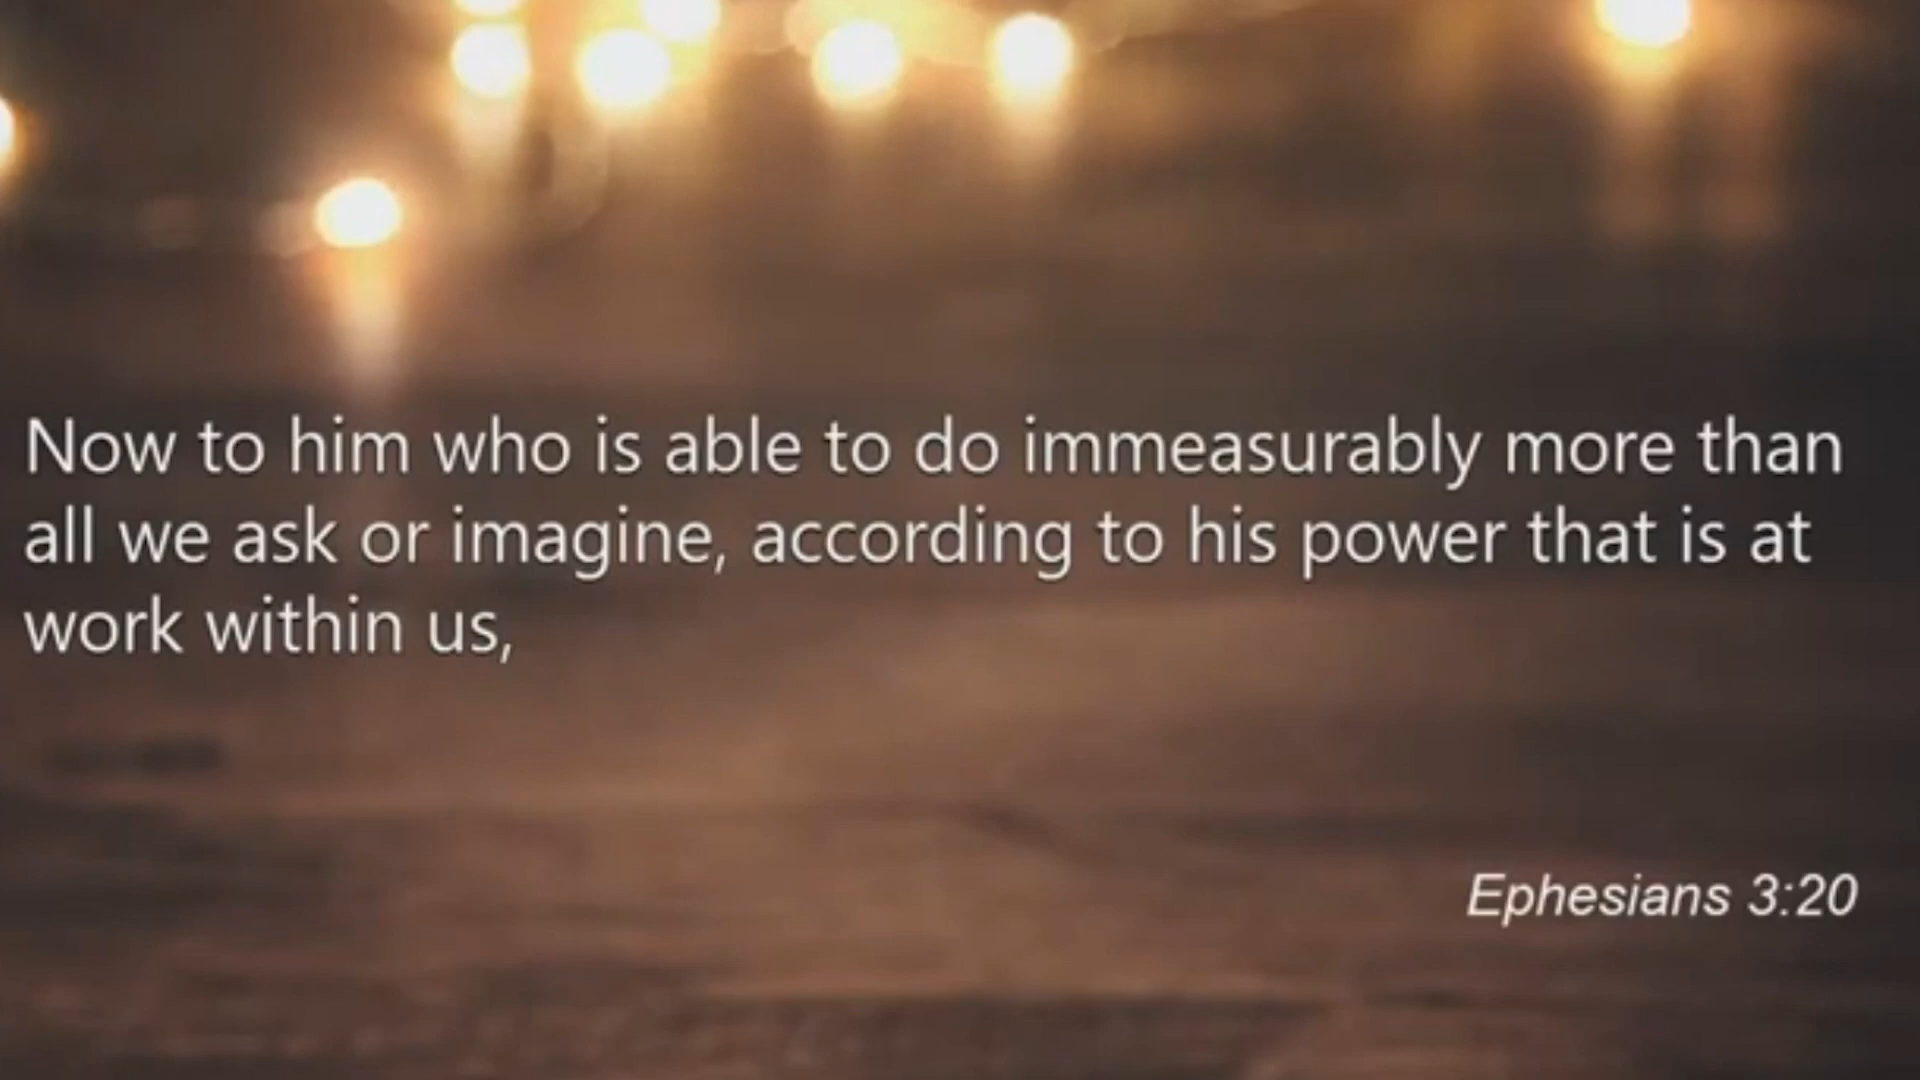 Now to him who is able to do immeasurably more than
all we ask or imagine, according to his power that is at
work within us,
Ephesians 3:20